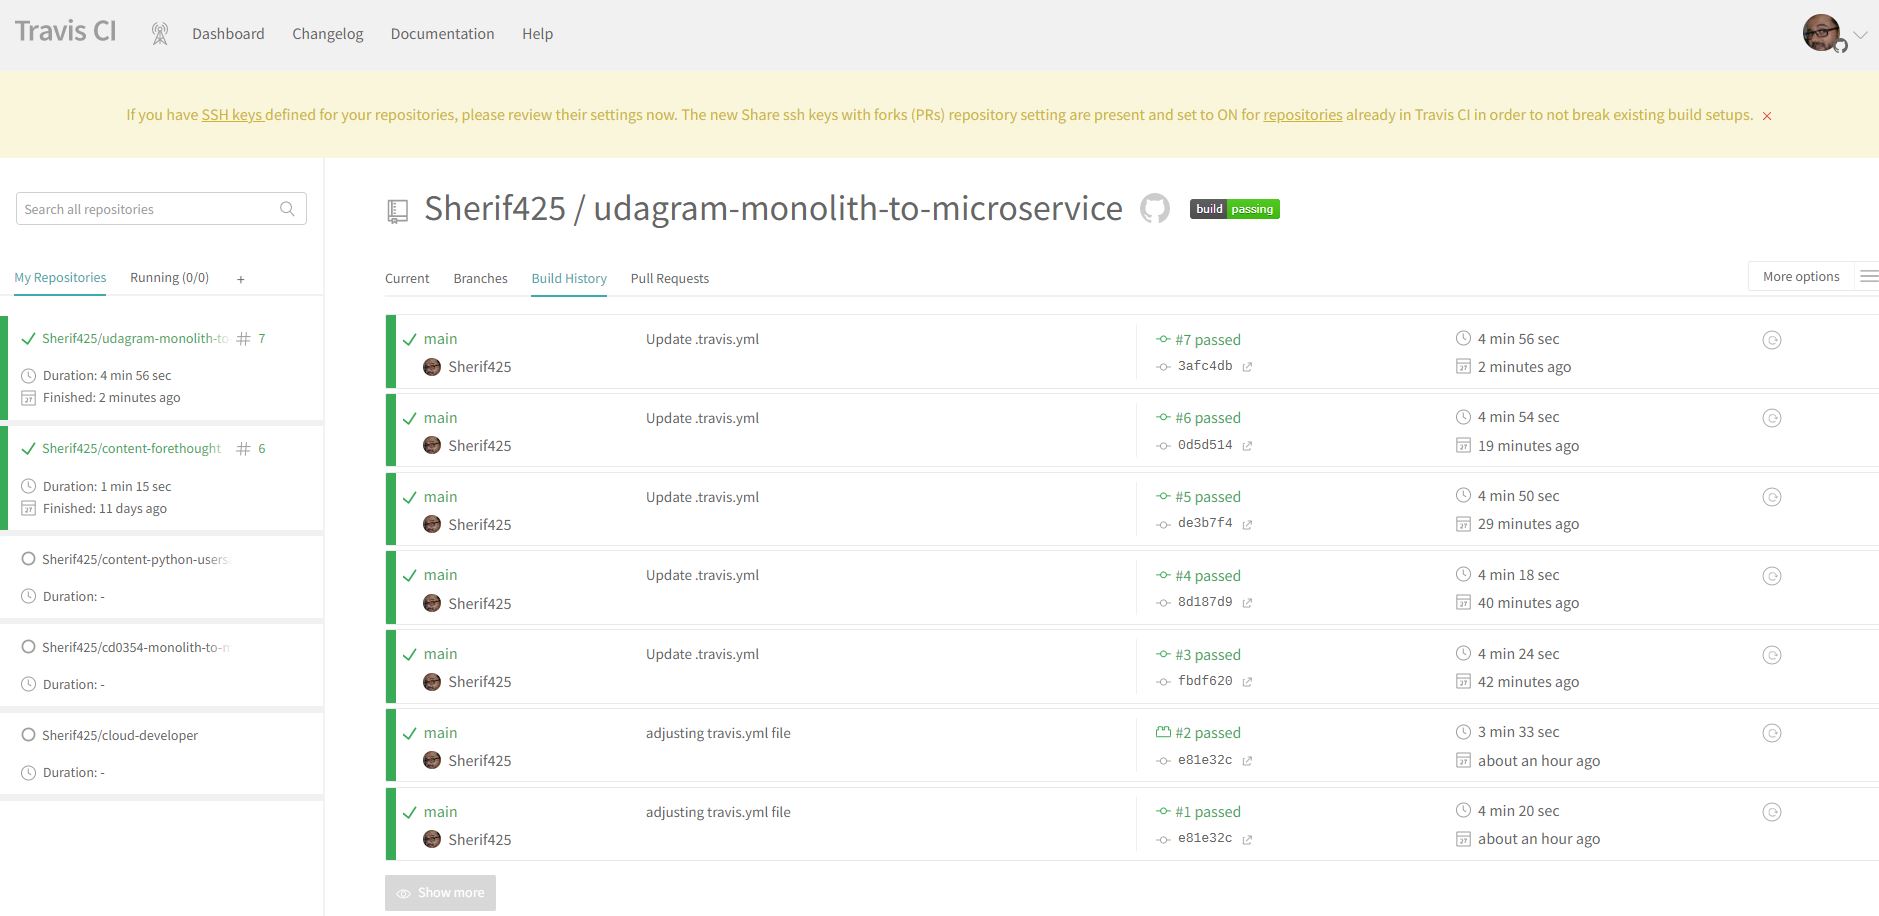 Travis CI
Dashboard
Changelog
Documentation
Help
If you have SSH keys defined for your repositories, please review their settings now. The new Share ssh keys with forks (PRs) repository setting are present and set to ON for repositories already in Travis CI in order to not break existing build setups.
Search all repositories
My Repositories
Running (0/0)
+
Sherif425/udagram-monolith-to
# 7
Duration: 4 min 56 sec
Finished: 2 minutes ago
Sherif425/content-forethought
# 6
Duration: 1 min 15 sec
Finished: 11 days ago
Sherif425/content-python-users
Duration: -
Sherif425/cd0354-monolith-to-m
Duration: -
Sherif425/cloud-developer
Duration: -
Sherif425 / udagram-monolith-to-microservice
build passing
Current
Branches
Build History
Pull Requests
More options
main
Sherif425
Update .travis.yml
#7 passed
3afc4db
4 min 56 sec
2 minutes ago
main
Sherif425
Update .travis.yml
#6 passed
0d5d514
4 min 54 sec
19 minutes ago
main
Sherif425
Update .travis.yml
#5 passed
de3b7f4
4 min 50 sec
29 minutes ago
main
Sherif425
Update .travis.yml
#4 passed
8d187d9
4 min 18 sec
40 minutes ago
main
Sherif425
Update .travis.yml
#3 passed
fbdf620
4 min 24 sec
42 minutes ago
main
Sherif425
adjusting travis.yml file
#2 passed
e81e32c
3 min 33 sec
about an hour ago
main
Sherif425
adjusting travis.yml file
#1 passed
e81e32c
4 min 20 sec
about an hour ago
Show more